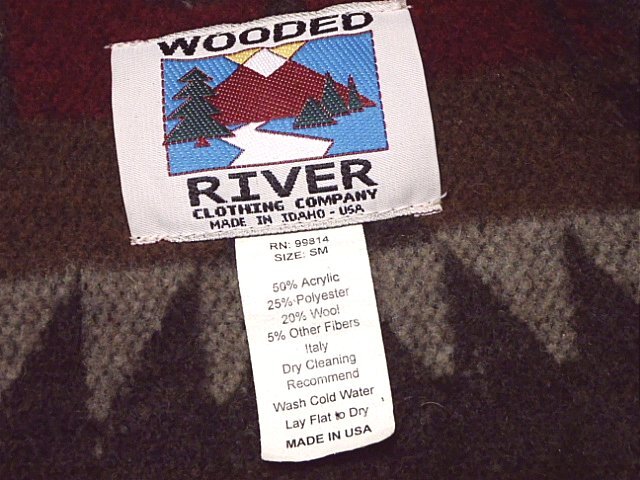 WOODED
RIVER
CLOTHING COMPANY
MADE IN IDAHO - USA
RN: 99814
SIZE: SM
50% Acrylic
25% Polyester
20% Wool
5% Other Fibers
Italy
Dry Cleaning
Recommend
Wash Cold Water
Lay Flat to Dry
MADE IN USA